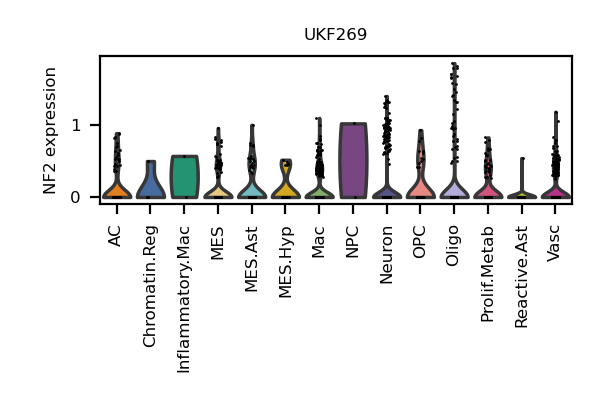 UKF269
NF2 expression
1
0
AC
Chromatin.Reg
Inflammatory.Mac
MES
MES.Ast
MES.Hyp
Mac
NPC
Neuron
OPC
Oligo
Prolif.Metab
Reactive.Ast
Vasc